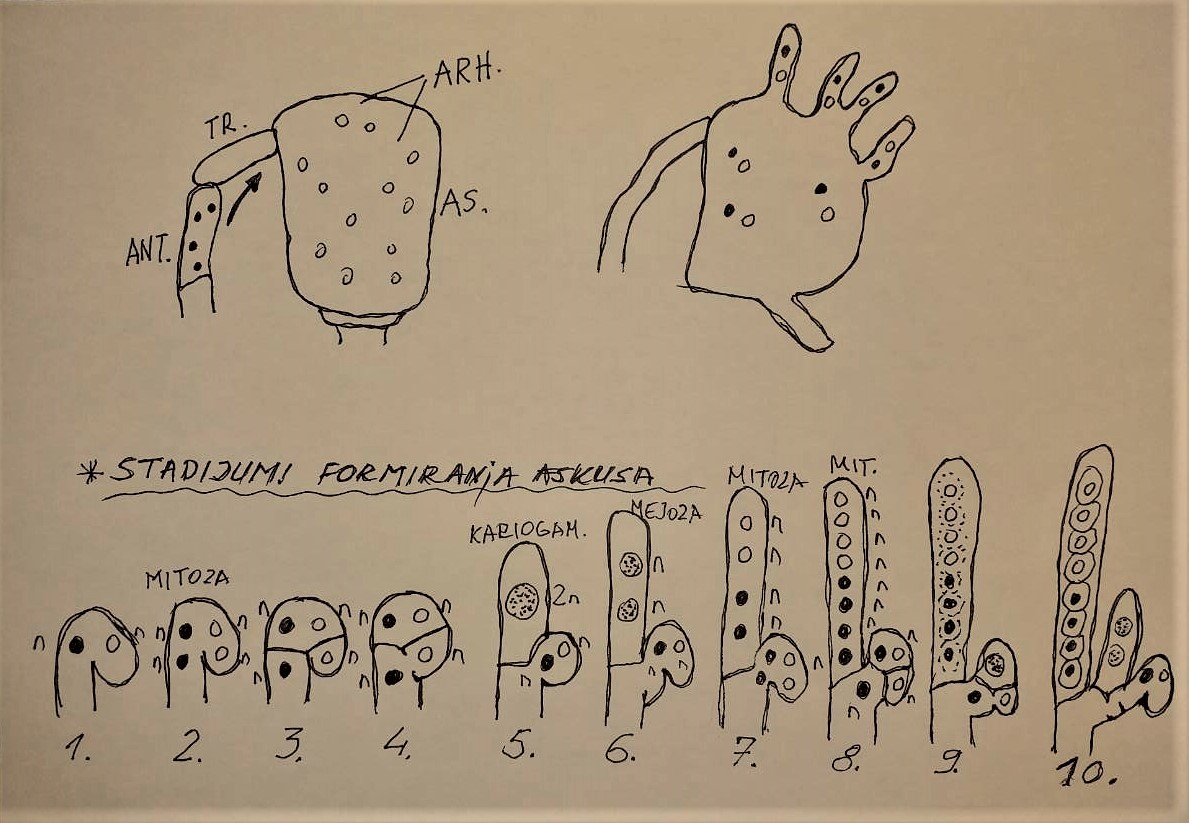 ARH.
TR.
AS.
ANT.
* STADIJUMI FORMIRANjA ASKUSA
MITOZA
KARIOGAM.
MEJOZA
MITOZA
MIT.
n n
n n n n
n n n n
n n n
2n n
n n n
n n n n
n n n n n n n n n n n n
1. 2. 3. 4. 5. 6. 7. 8. 9. 10.